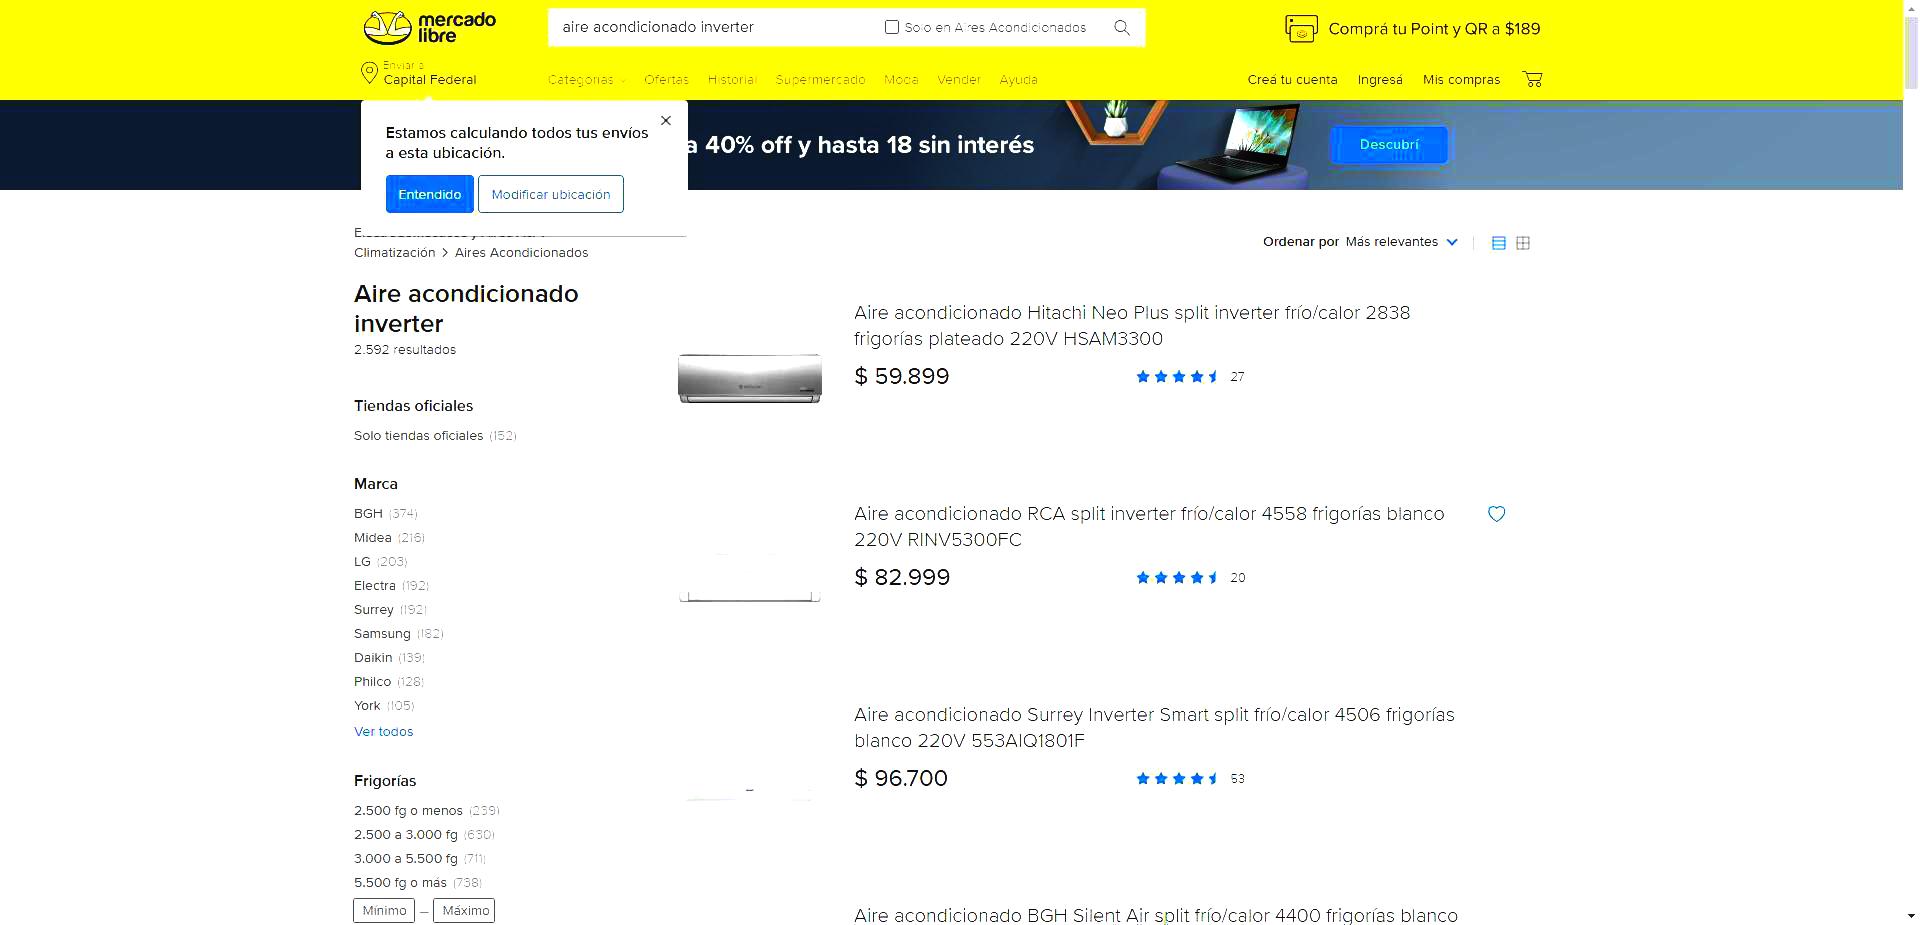 mercado
libre
aire acondicionado inverter
Solo en Aires Acondicionados
Comprá tu Point y QR a $189
Enviar a
Capital Federal
Categorías
Ofertas
Historial
Supermercado
Moda
Vender
Ayuda
Creá tu cuenta
Ingresá
Mis compras
Estamos calculando todos tus envíos
a esta ubicación.
Entendido
Modificar ubicación
a 40% off y hasta 18 sin interés
Descubrí
Climatización > Aires Acondicionados
Ordenar por Más relevantes
Aire acondicionado
inverter
2.592 resultados
Tiendas oficiales
Solo tiendas oficiales (152)
Marca
BGH (374)
Midea (216)
LG (203)
Electra (192)
Surrey (192)
Samsung (182)
Daikin (139)
Philco (128)
York (105)
Ver todos
Frigorías
2.500 fg o menos (239)
2.500 a 3.000 fg (630)
3.000 a 5.500 fg (711)
5.500 fg o más (738)
Mínimo — Máximo
Aire acondicionado Hitachi Neo Plus split inverter frío/calor 2838
frigorías plateado 220V HSAM3300
$ 59.899
27
Aire acondicionado RCA split inverter frío/calor 4558 frigorías blanco
220V RINV5300FC
$ 82.999
20
Aire acondicionado Surrey Inverter Smart split frío/calor 4506 frigorías
blanco 220V 553AIQ1801F
$ 96.700
53
Aire acondicionado BGH Silent Air split frío/calor 4400 frigorías blanco